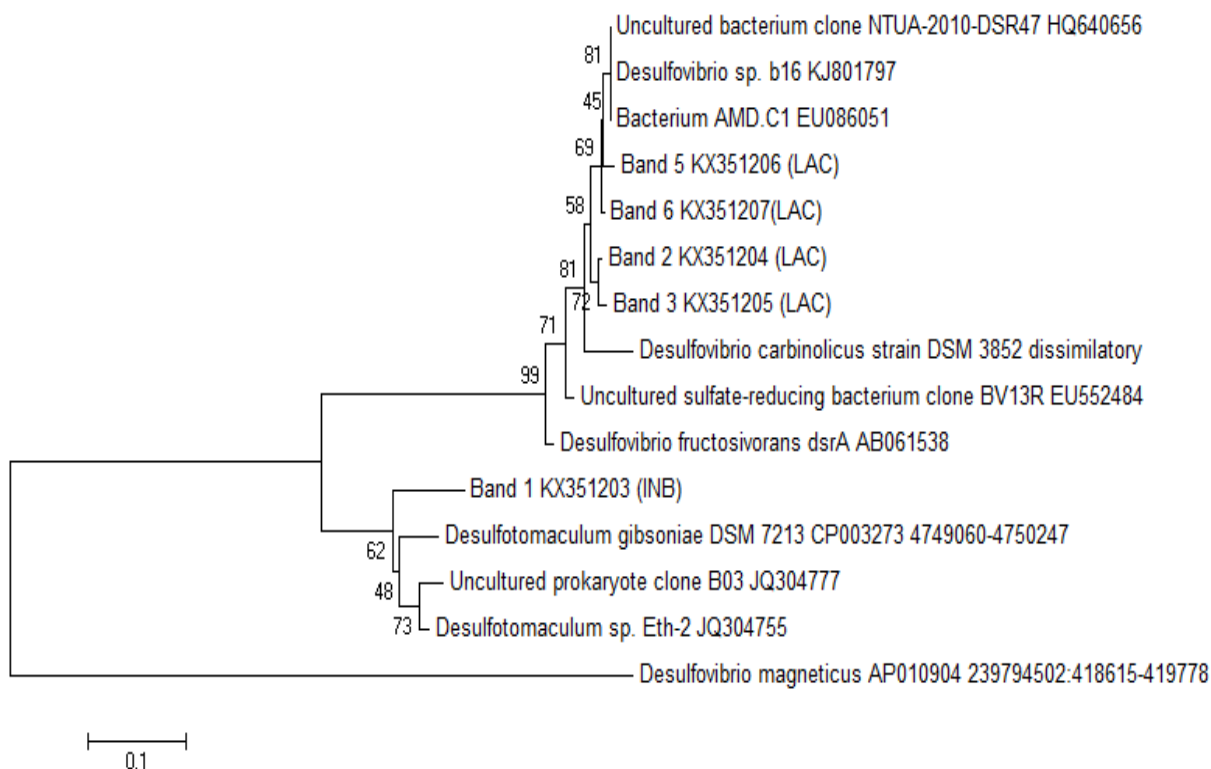 Uncultured bacterium clone NTUA-2010-DSR47 HQ640656
81
Desulfovibrio sp. b16 KJ801797
45
Bacterium AMD.C1 EU086051
69
Band 5 KX351206 (LAC)
58
Band 6 KX351207(LAC)
Band 2 KX351204 (LAC)
81
72
Band 3 KX351205 (LAC)
71
Desulfovibrio carbinolicus strain DSM 3852 dissimilatory
99
Uncultured sulfate-reducing bacterium clone BV13R EU552484
Desulfovibrio fructosivorans dsrA AB061538
Band 1 KX351203 (INB)
Desulfotomaculum gibsoniae DSM 7213 CP003273 4749060-4750247
62
Uncultured prokaryote clone B03 JQ304777
48
73
Desulfotomaculum sp. Eth-2 JQ304755
Desulfovibrio magneticus AP010904 239794502:418615-419778
0.1